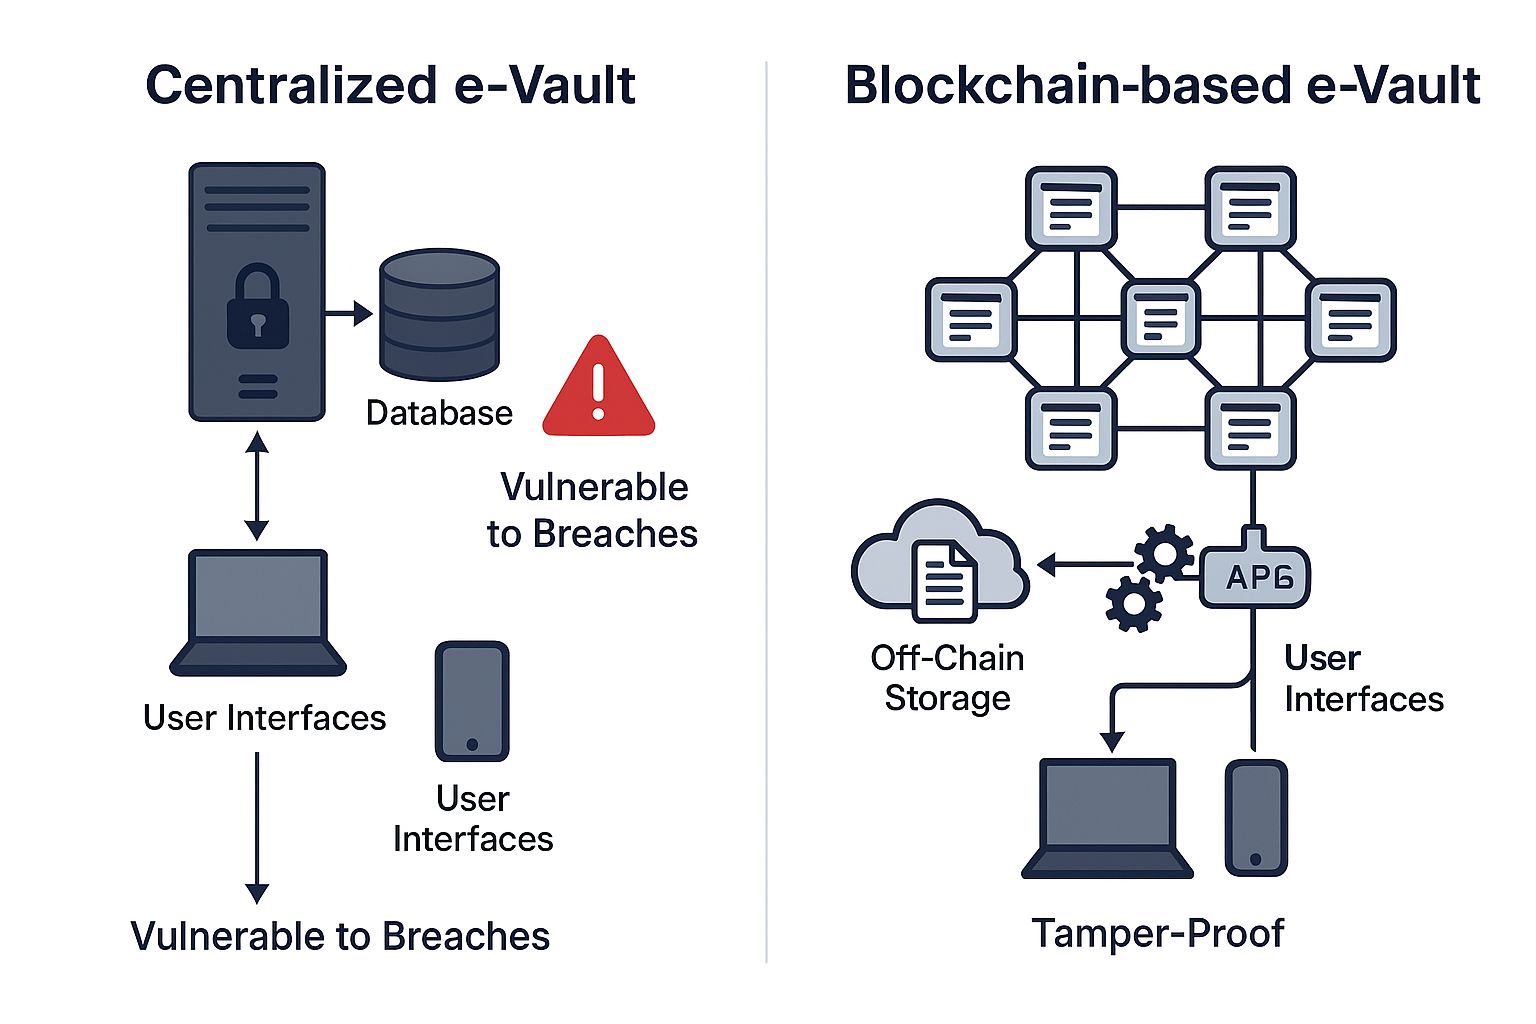 Centralized e-Vault
Database
Vulnerable
to Breaches
User Interfaces
User
Interfaces
Vulnerable to Breaches
Blockchain-based e-Vault
AP6
Off-Chain
Storage
User
Interfaces
Tamper-Proof